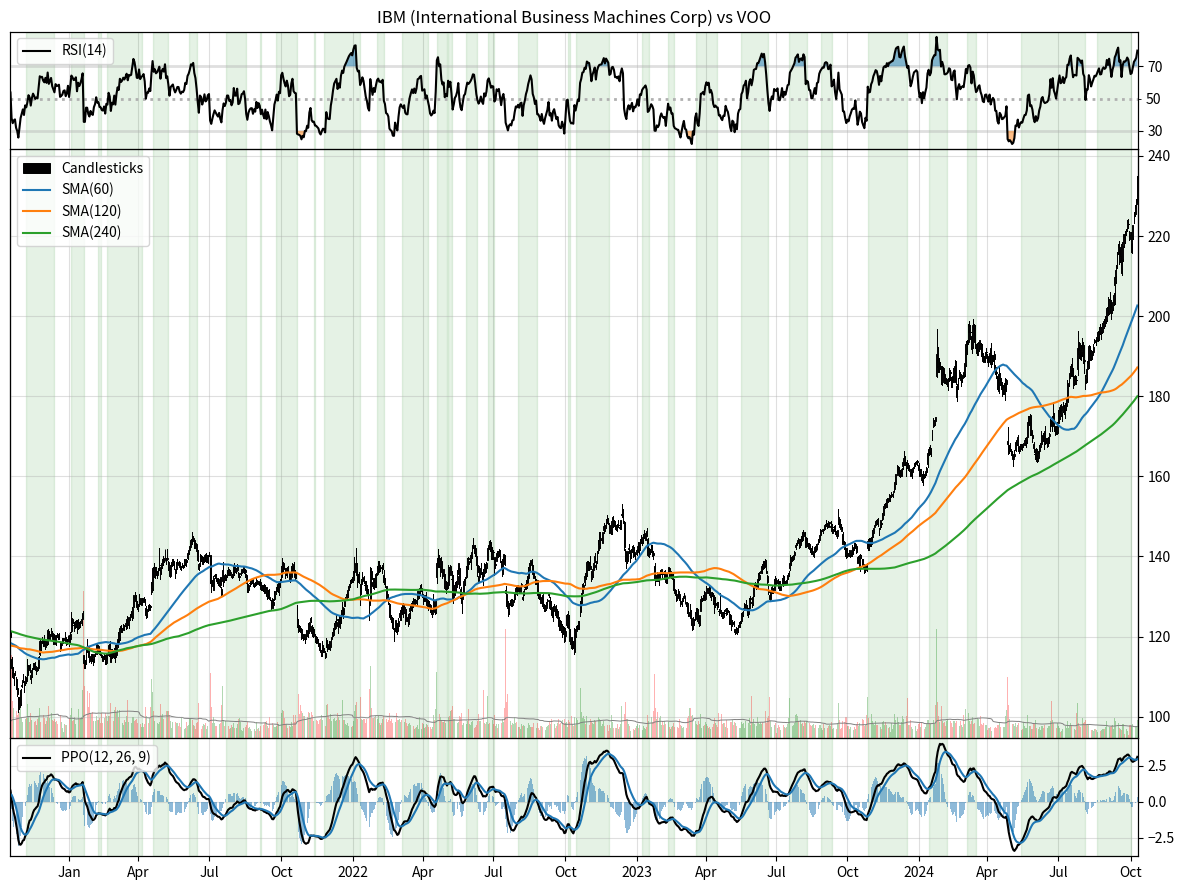 IBM (International Business Machines Corp) vs VOO
RSI(14)
70
50
30
Candlesticks
SMA(60)
SMA(120)
SMA(240)
240
220
200
180
160
140
120
100
PPO(12, 26, 9)
2.5
0.0
−2.5
Jan Apr Jul Oct 2022 Apr Jul Oct 2023 Apr Jul Oct 2024 Apr Jul Oct